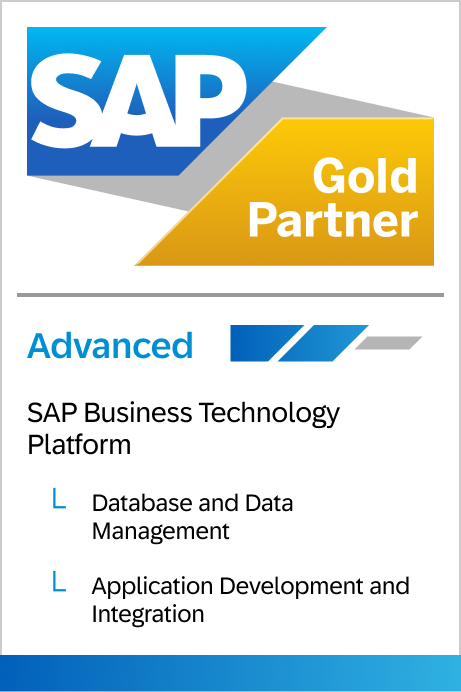 SAP
Gold
Partner
Advanced
SAP Business Technology
Platform
Database and Data
Management
Application Development and
Integration